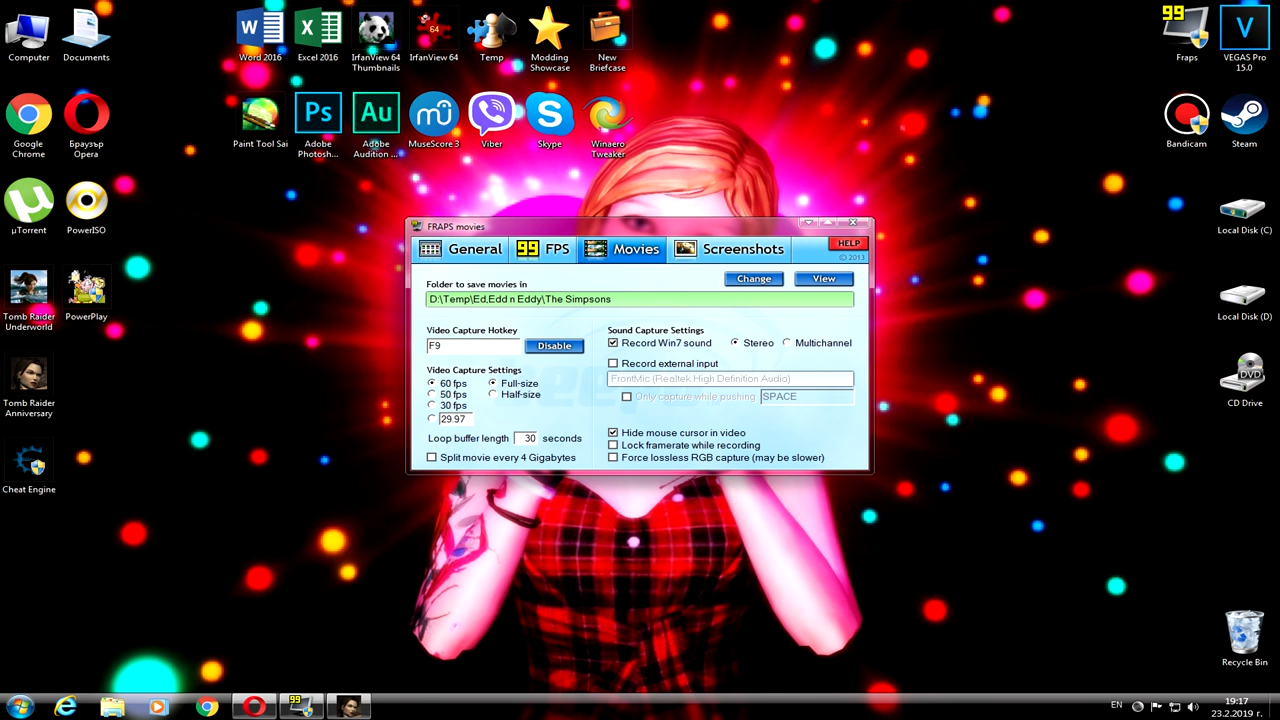 Computer
Documents
Word 2016
Excel 2016
IrfanView 64
Thumbnails
IrfanView 64
64
Temp
Modding
Showcase
New
Briefcase
99
Fraps
V
VEGAS Pro
15.0
Google
Chrome
Браузър
Opera
Paint Tool Sai
Ps
Adobe
Photosh...
Au
Adobe
Audition ...
MuseScore 3
Viber
Skype
Winaero
Tweaker
Bandicam
Steam
µTorrent
PowerISO
Local Disk (C)
Tomb Raider
Underworld
PowerPlay
Local Disk (D)
Tomb Raider
Anniversary
DVD
CD Drive
Cheat Engine
Recycle Bin
FRAPS movies
General
99 FPS
Movies
Screenshots
HELP
© 2013
Folder to save movies in
Change
View
D:\Temp\Ed,Edd n Eddy\The Simpsons
Video Capture Hotkey
F9
Disable
Video Capture Settings
60 fps
Full-size
50 fps
Half-size
30 fps
29.97
Loop buffer length 30 seconds
Split movie every 4 Gigabytes
Sound Capture Settings
Record Win7 sound
Stereo
Multichannel
Record external input
FrontMic (Realtek High Definition Audio)
Only capture while pushing SPACE
Hide mouse cursor in video
Lock framerate while recording
Force lossless RGB capture (may be slower)
99
EN
19:17
23.2.2019 г.